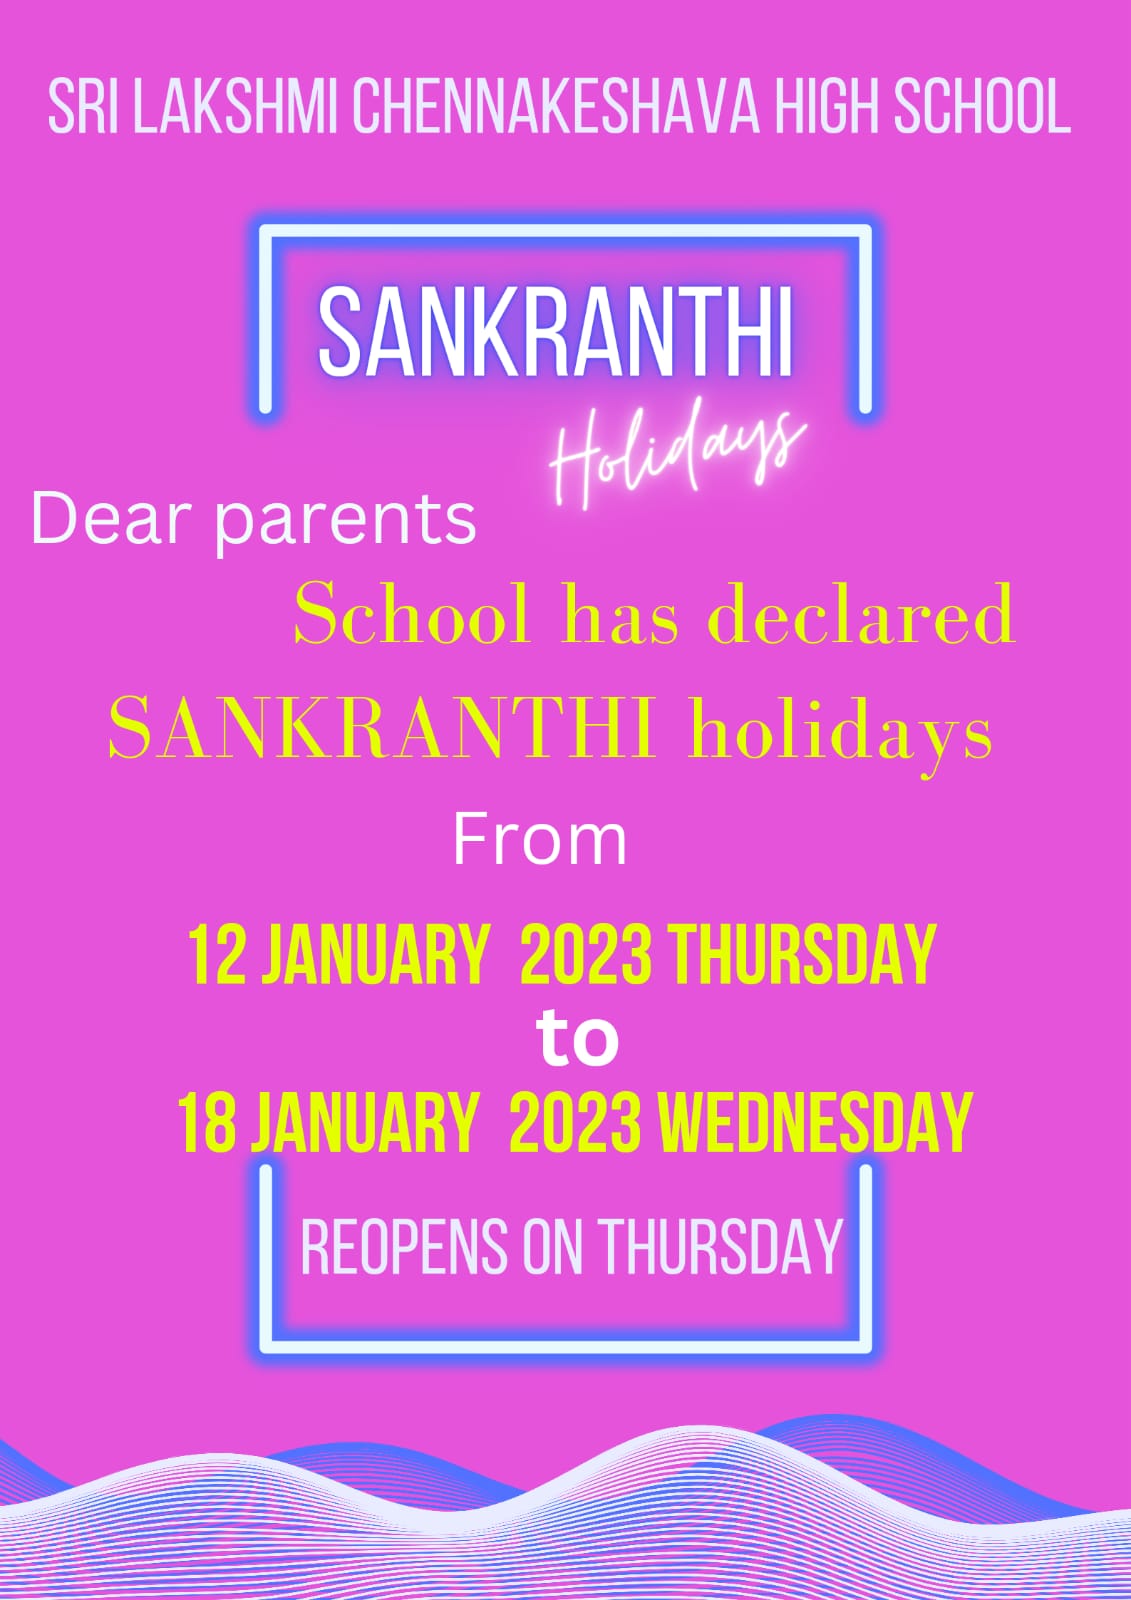 SRI LAKSHMI CHENNAKESHAVA HIGH SCHOOL
SANKRANTHI
Holidays
Dear parents
School has declared
SANKRANTHI holidays
From
12 JANUARY 2023 THURSDAY
to
18 JANUARY 2023 WEDNESDAY
REOPENS ON THURSDAY